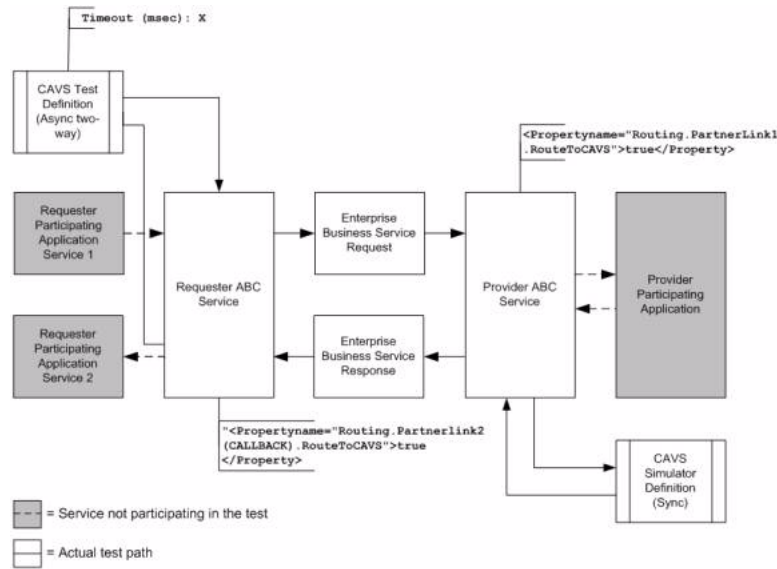 Timeout (msec): X
CAVS Test
Definition
(Async two-
way)
<Propertyname="Routing.PartnerLink1
.RouteToCAVS">true</Property>
Requester
Participating
Application
Service 1
Requester ABC
Service
Enterprise
Business Service
Request
Provider ABC
Service
Provider
Participating
Application
Requester
Participating
Application
Service 2
Enterprise
Business Service
Response
"<Propertyname="Routing.Partnerlink2
(CALLBACK).RouteToCAVS">true
</Property>
CAVS
Simulator
Definition
(Sync)
= Service not participating in the test
= Actual test path